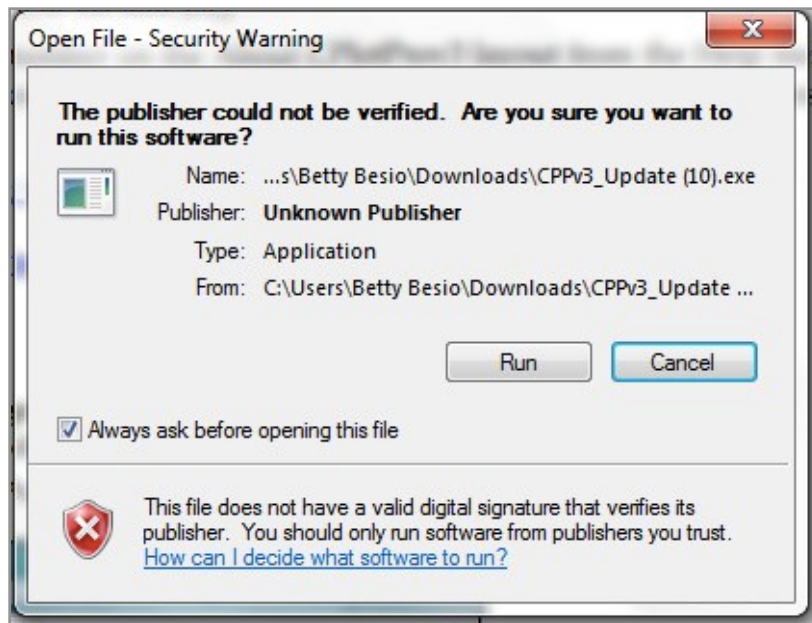 Open File - Security Warning
The publisher could not be verified.  Are you sure you want to
run this software?
Name: ...s\Betty Besio\Downloads\CPPv3_Update (10).exe
Publisher: Unknown Publisher
Type: Application
From: C:\Users\Betty Besio\Downloads\CPPv3_Update ...
Run Cancel
Always ask before opening this file
This file does not have a valid digital signature that verifies its
publisher.  You should only run software from publishers you trust.
How can I decide what software to run?